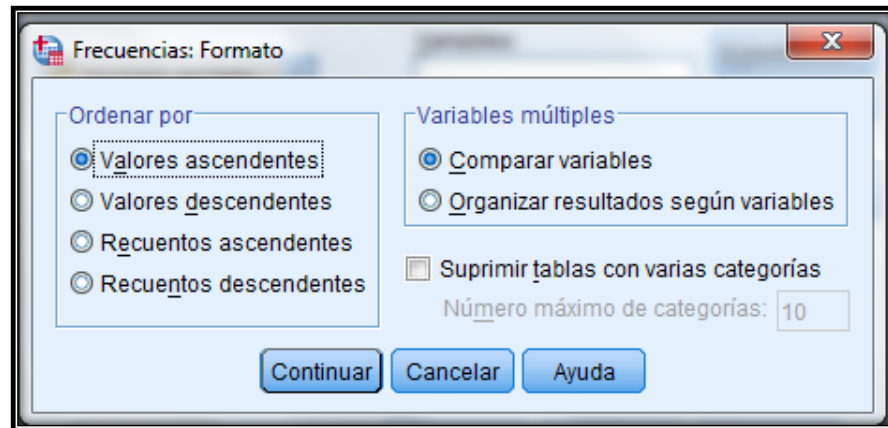 Frecuencias: Formato
Ordenar por
Valores ascendentes
Valores descendentes
Recuentos ascendentes
Recuentos descendentes
Variables múltiples
Comparar variables
Organizar resultados según variables
Suprimir tablas con varias categorías
Número máximo de categorías: 10
Continuar Cancelar Ayuda